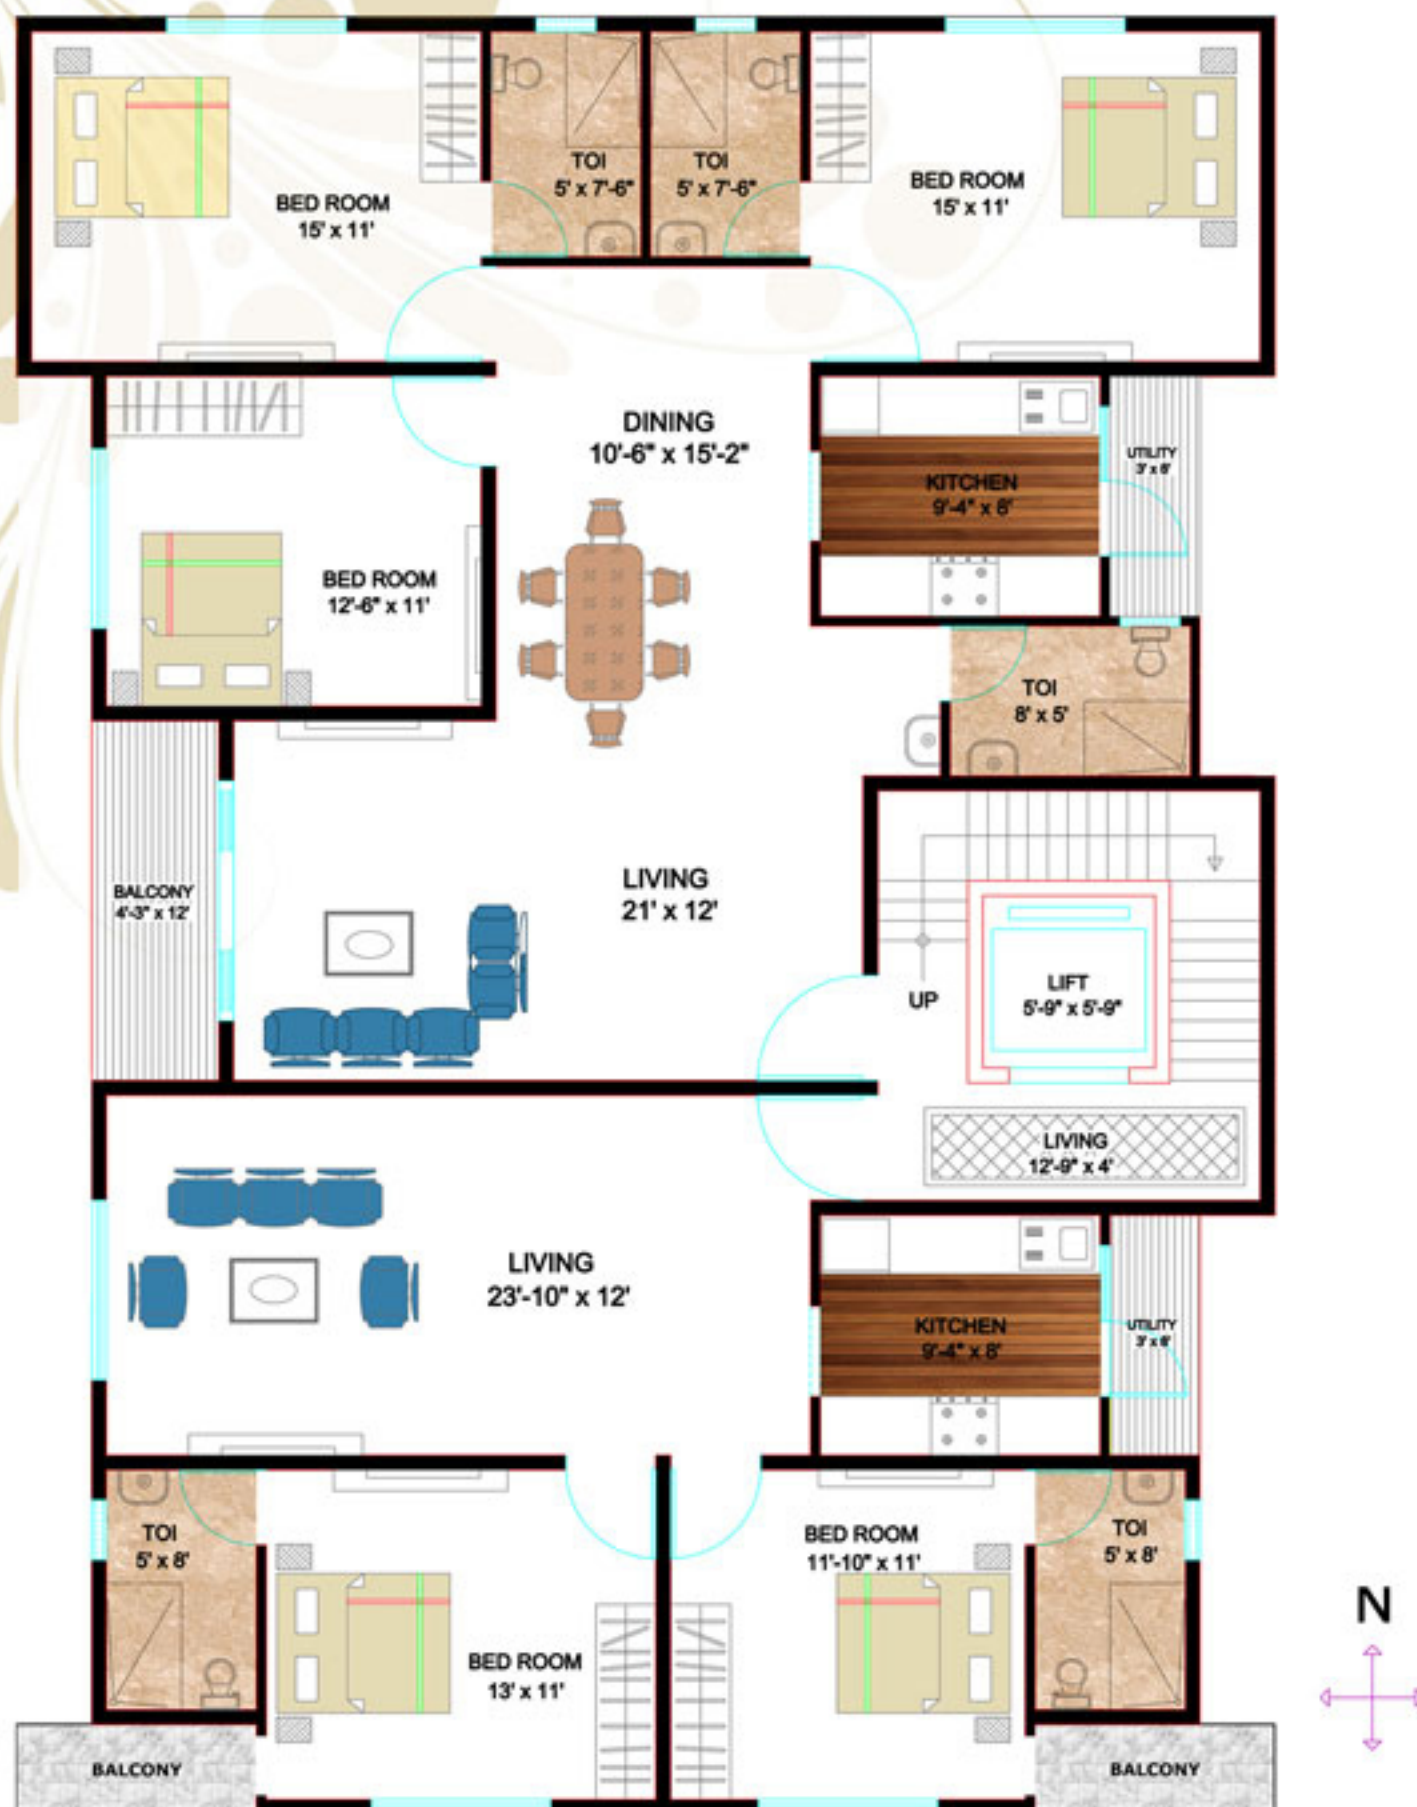 TOI
5' x 7'-6"
TOI
5' x 7'-6"
BED ROOM
15' x 11'
BED ROOM
15' x 11'
DINING
10'-6" x 15'-2"
UTILITY
3' x 8'
KITCHEN
9'-4" x 8'
BED ROOM
12'-6" x 11'
TOI
8' x 5'
BALCONY
4'-3" x 12'
LIVING
21' x 12'
LIFT
5'-9" x 5'-9"
UP
LIVING
12'-9" x 4'
LIVING
23'-10" x 12'
KITCHEN
9'-4" x 8'
UTILITY
3' x 8'
TOI
5' x 8'
BED ROOM
11'-10" x 11'
TOI
5' x 8'
N
BED ROOM
13' x 11'
BALCONY
BALCONY